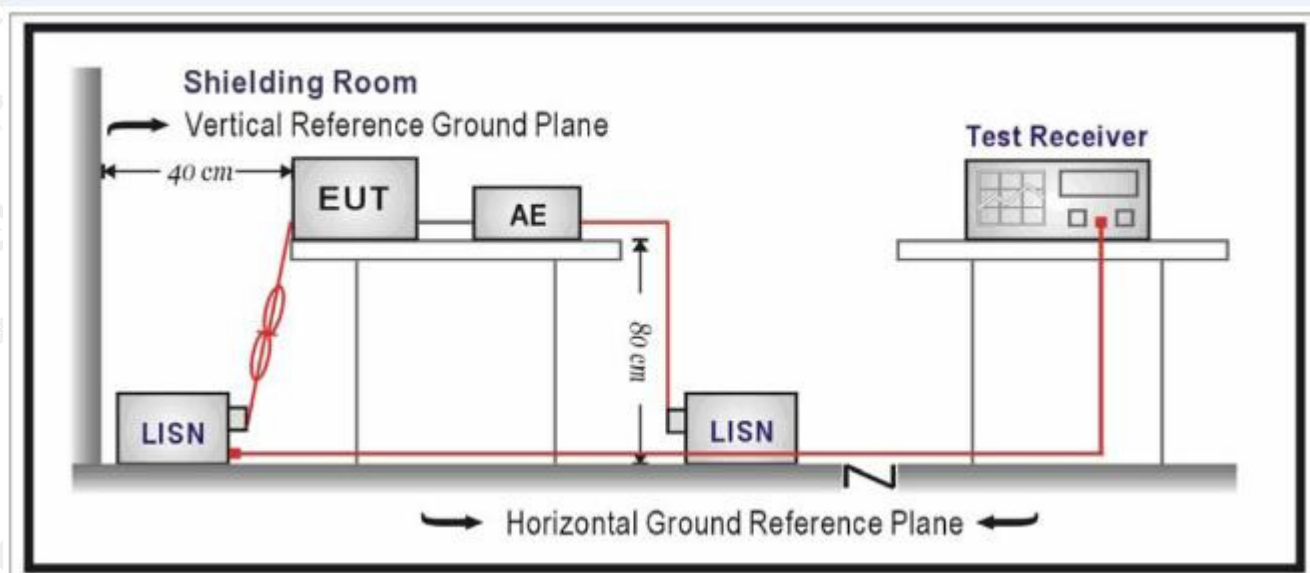 Shielding Room
Vertical Reference Ground Plane
Test Receiver
40 cm
EUT
AE
80 cm
LISN
LISN
Horizontal Ground Reference Plane